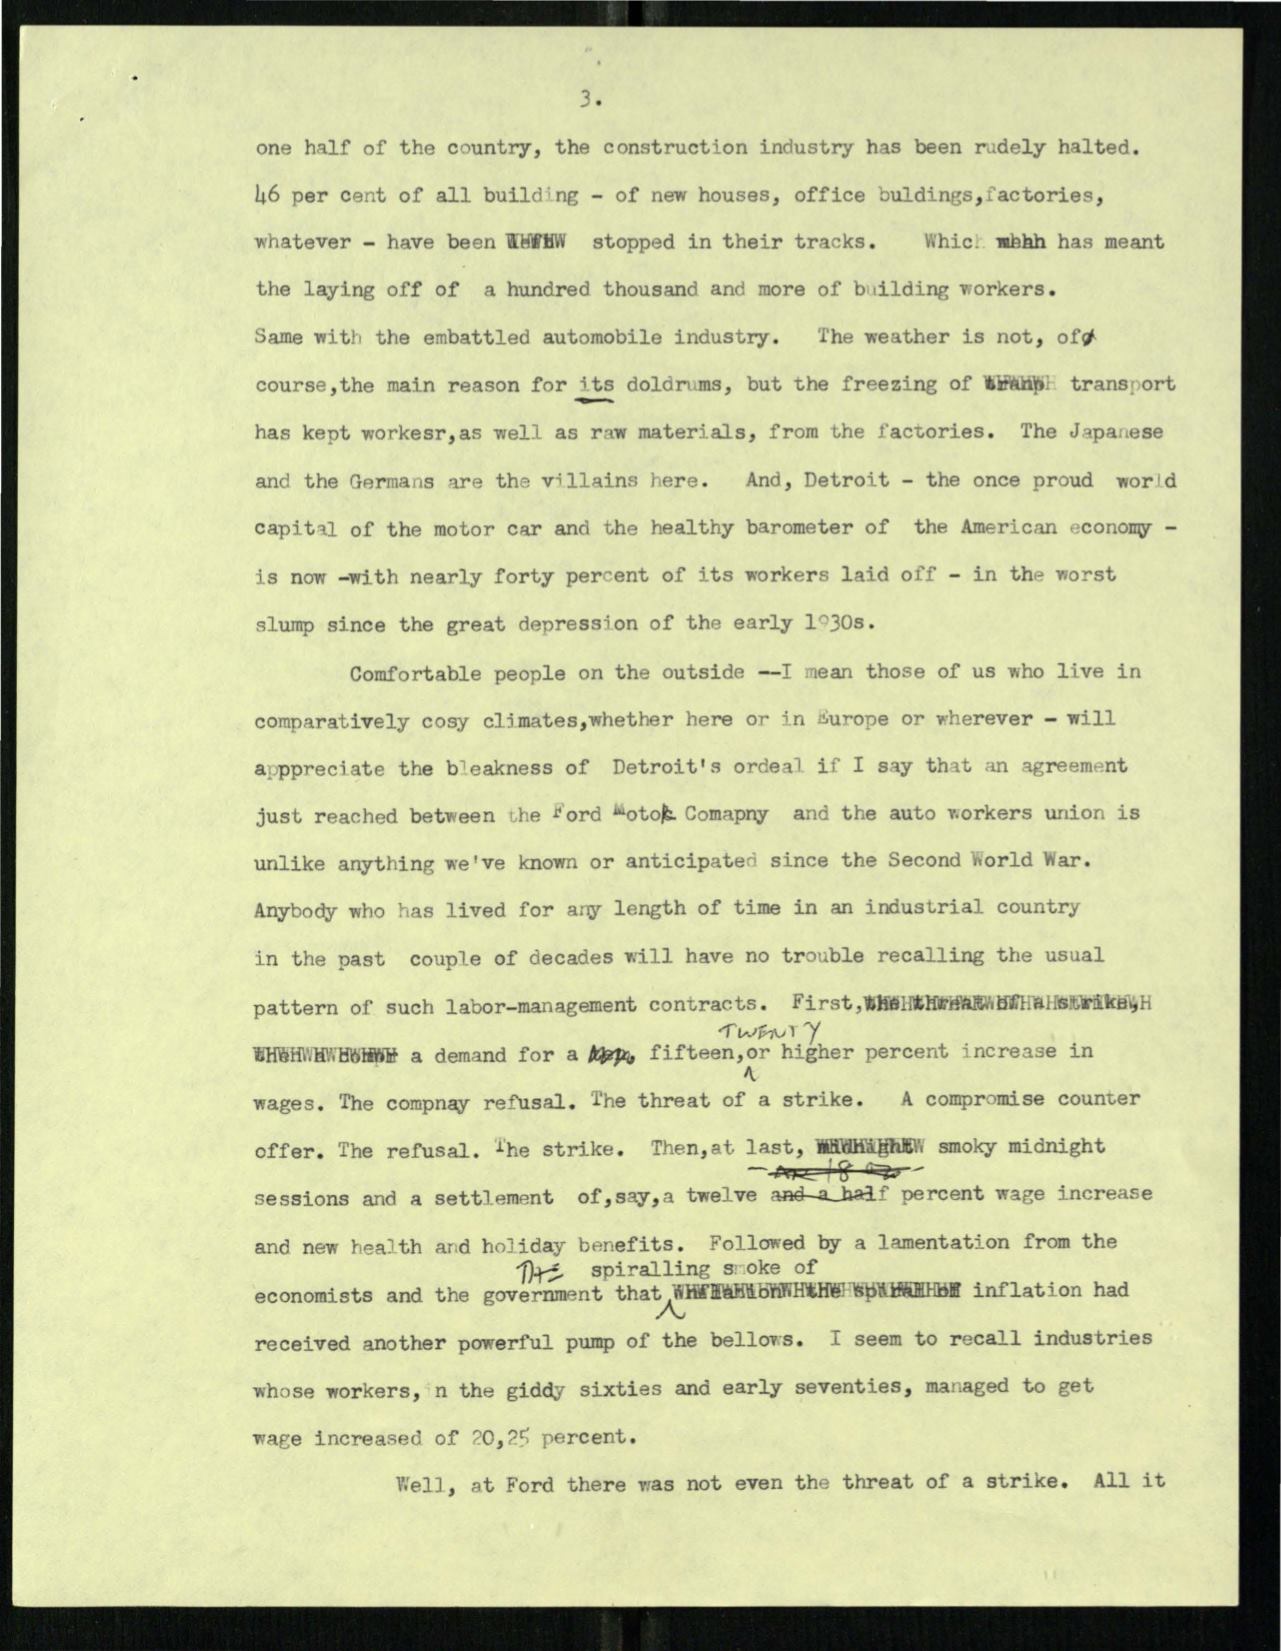 3.
one half of the country, the construction industry has been rudely halted.
46 per cent of all building - of new houses, office buldings,factories,
whatever - have been stopped in their tracks. Which has meant
the laying off of a hundred thousand and more of building workers.
Same with the embattled automobile industry. The weather is not, of
course,the main reason for its doldrums, but the freezing of transport
has kept workesr,as well as raw materials, from the factories. The Japanese
and the Germans are the villains here. And, Detroit - the once proud world
capital of the motor car and the healthy barometer of the American economy -
is now -with nearly forty percent of its workers laid off - in the worst
slump since the great depression of the early 1930s.
Comfortable people on the outside --I mean those of us who live in
comparatively cosy climates,whether here or in Europe or wherever - will
apppreciate the bleakness of Detroit's ordeal if I say that an agreement
just reached between the Ford Motor Comapny and the auto workers union is
unlike anything we've known or anticipated since the Second World War.
Anybody who has lived for any length of time in an industrial country
in the past couple of decades will have no trouble recalling the usual
pattern of such labor-management contracts. First,
TWENTY
a demand for a fifteen,or higher percent increase in
wages. The compnay refusal. The threat of a strike. A compromise counter
offer. The refusal. The strike. Then,at last, smoky midnight
sessions and a settlement of,say,a twelve and a half percent wage increase
and new health and holiday benefits. Followed by a lamentation from the
THE spiralling smoke of
economists and the government that inflation had
received another powerful pump of the bellows. I seem to recall industries
whose workers, in the giddy sixties and early seventies, managed to get
wage increased of 20,25 percent.
Well, at Ford there was not even the threat of a strike. All it